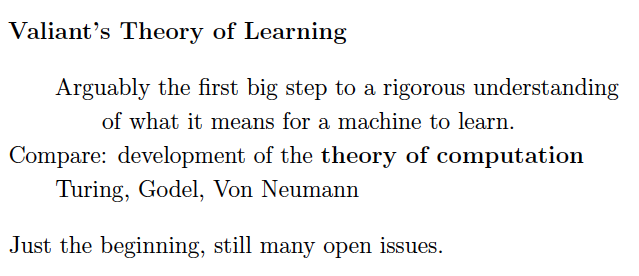 Valiant's Theory of Learning
Arguably the first big step to a rigorous understanding
of what it means for a machine to learn.
Compare: development of the theory of computation
Turing, Godel, Von Neumann
Just the beginning, still many open issues.